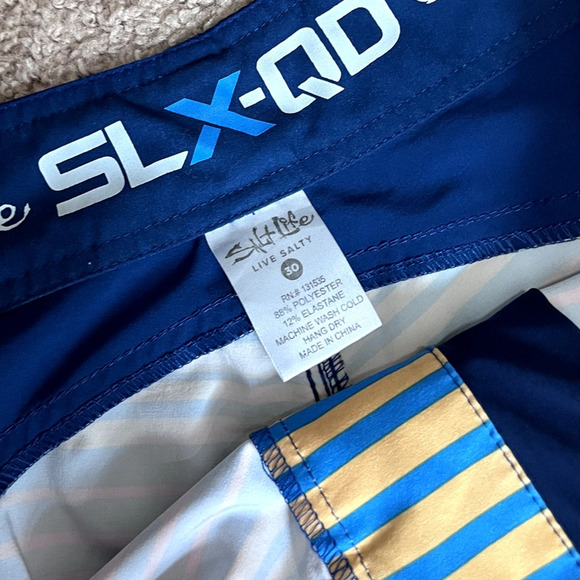 SLX-QD
Salt Life
LIVE SALTY
30
RN# 131535
88% POLYESTER
12% ELASTANE
MACHINE WASH COLD
HANG DRY
MADE IN CHINA